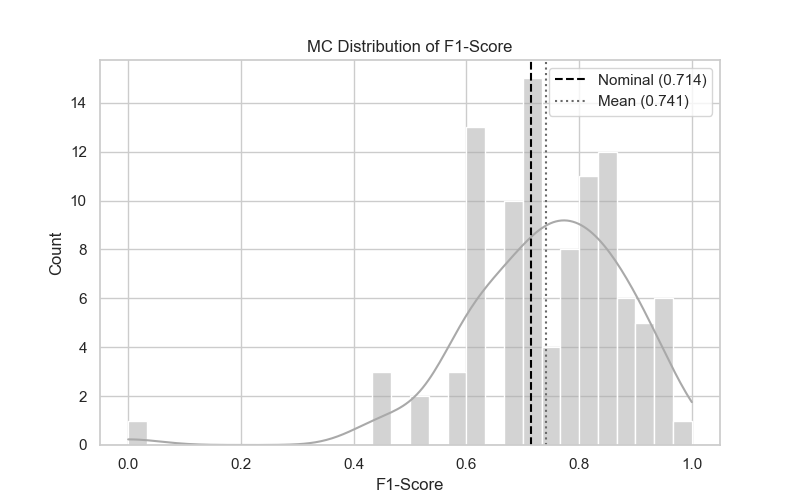 MC Distribution of F1-Score
Nominal (0.714)
Mean (0.741)
Count
14
12
10
8
6
4
2
0
0.0 0.2 0.4 0.6 0.8 1.0
F1-Score